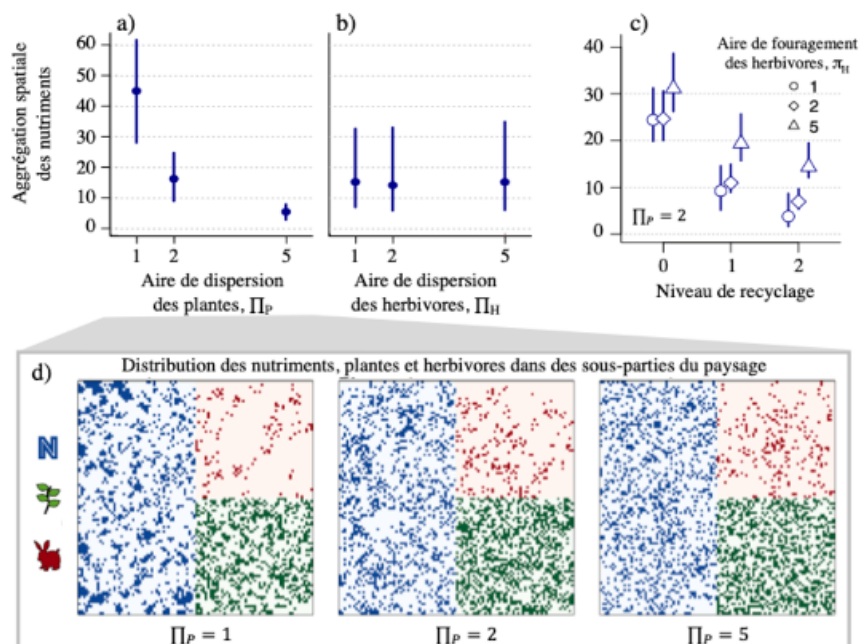 a)
b)
c)
Aggrégation spatiale
des nutriments
60
50
40
30
20
10
0
1
2
5
Aire de dispersion
des plantes, ∏P
1
2
5
Aire de dispersion
des herbivores, ∏H
40
30
20
10
0
Aire de fouragement
des herbivores, πH
1
2
5
∏P = 2
0
1
2
Niveau de recyclage
d)
Distribution des nutriments, plantes et herbivores dans des sous-parties du paysage
N
∏P = 1
∏P = 2
∏P = 5